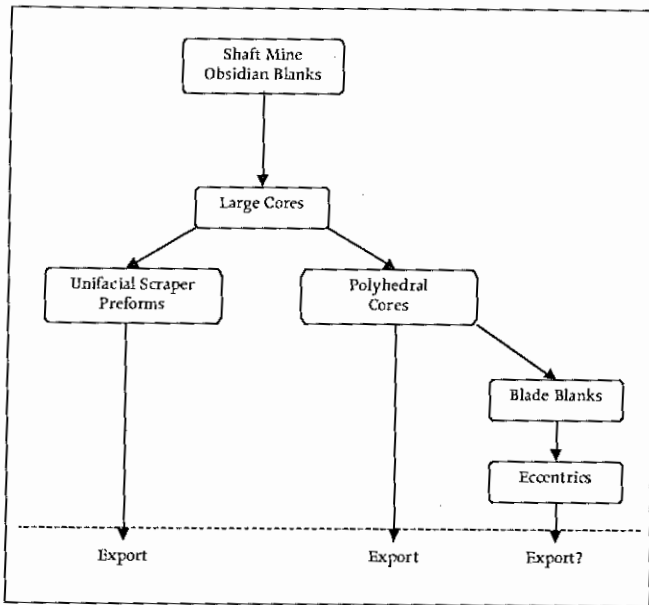 Shaft Mine
Obsidian Blanks
Large Cores
Unifacial Scraper
Preforms
Polyhedral
Cores
Blade Blanks
Eccentrics
Export
Export
Export?